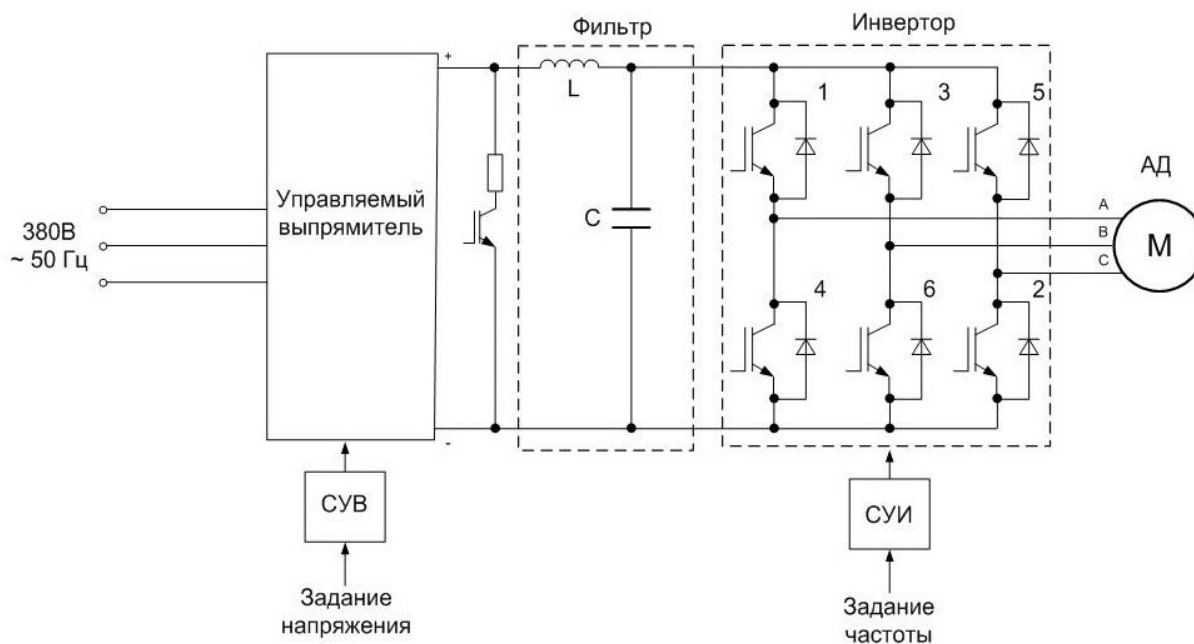 Фильтр
Инвертор
+
L
1
3
5
АД
Управляемый
выпрямитель
380В
~ 50 Гц
C
A
B
C
М
4
6
2
-
СУВ
СУИ
Задание
напряжения
Задание
частоты